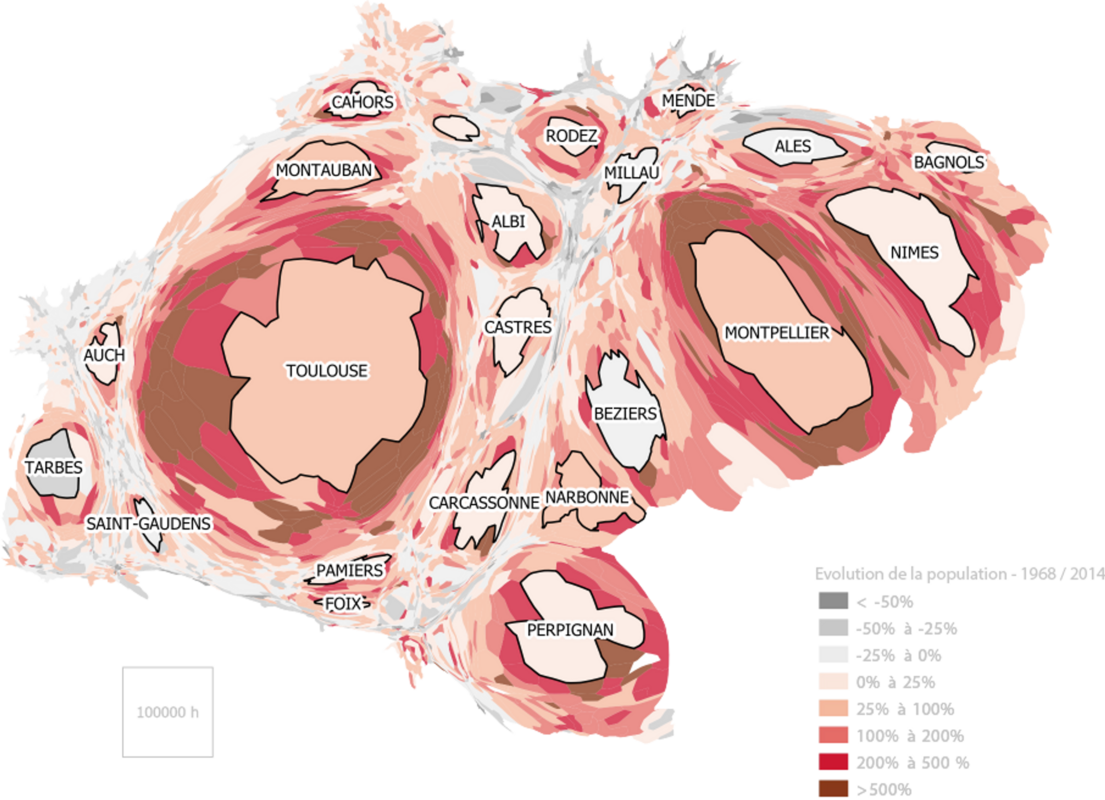 CAHORS
MENDE
RODEZ
ALES
BAGNOLS
MONTAUBAN
MILLAU
ALBI
NIMES
CASTRES
MONTPELLIER
AUCH
TOULOUSE
BEZIERS
TARBES
CARCASSONNE
NARBONNE
SAINT-GAUDENS
PAMIERS
FOIX
PERPIGNAN
100000 h
Evolution de la population - 1968 / 2014
< -50%
-50% à -25%
-25% à 0%
0% à 25%
25% à 100%
100% à 200%
200% à 500 %
>500%